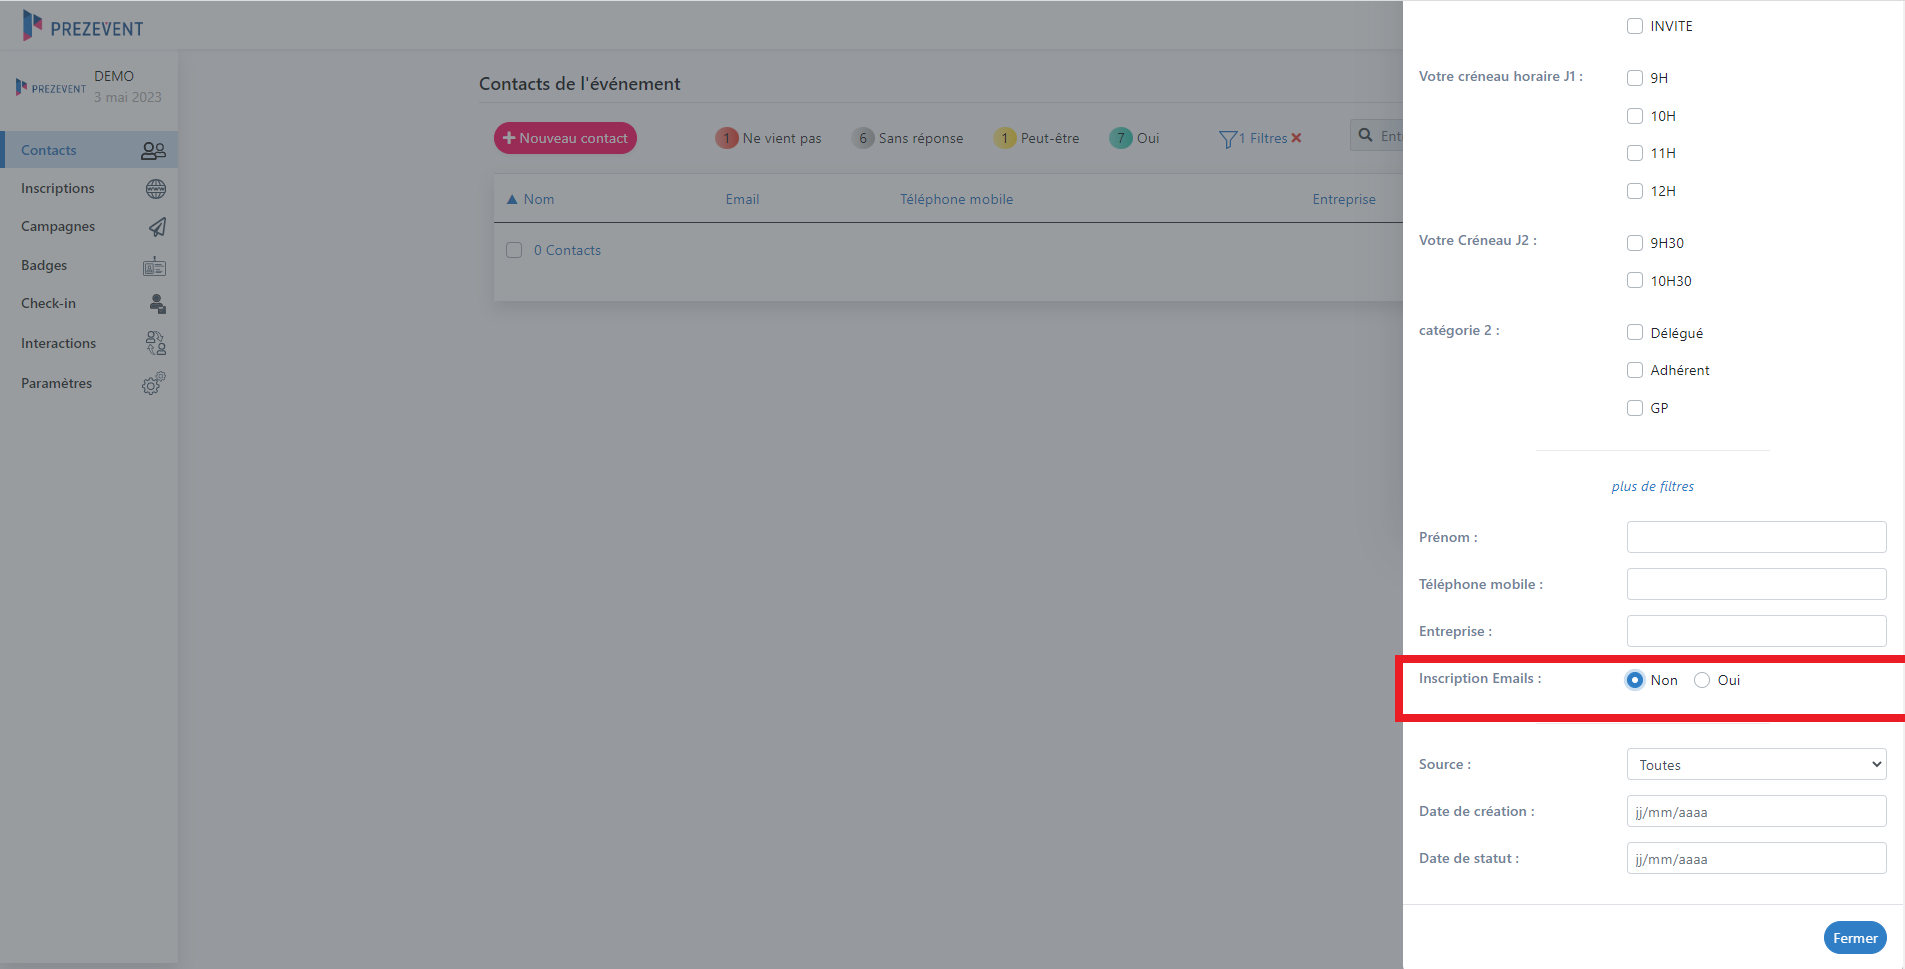 PREZEVENT
PREZEVENT
DEMO
3 mai 2023
Contacts
Inscriptions
Campagnes
Badges
Check-in
Interactions
Paramètres
Contacts de l'événement
+ Nouveau contact
1 Ne vient pas
6 Sans réponse
1 Peut-être
7 Oui
1 Filtres
Ent
Nom Email Téléphone mobile Entreprise
0 Contacts
INVITE
Votre créneau horaire J1 :
9H
10H
11H
12H
Votre Créneau J2 :
9H30
10H30
catégorie 2 :
Délégué
Adhérent
GP
plus de filtres
Prénom :
Téléphone mobile :
Entreprise :
Inscription Emails : Non Oui
Source : Toutes
Date de création : jj/mm/aaaa
Date de statut : jj/mm/aaaa
Fermer